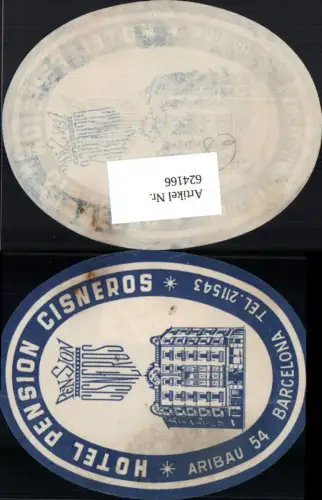 Artikel Nr.
624166
HOTEL PENSION CISNEROS * ARIBAU 54 BARCELONA TEL. 211543 *
PENSION
CISNEROS